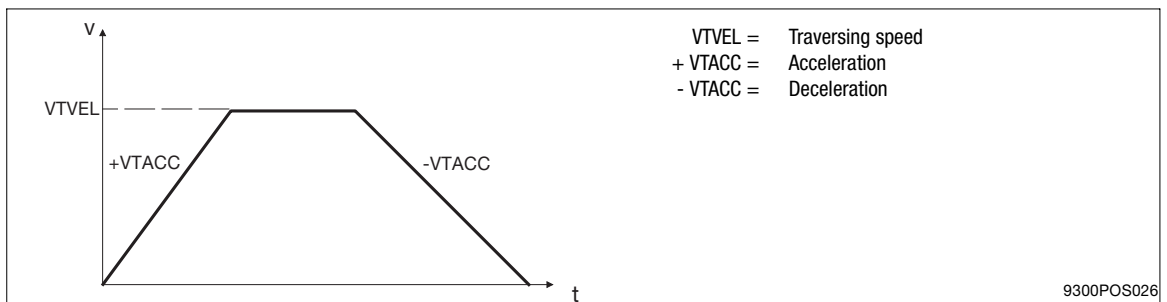 v
VTVEL
+VTACC
-VTACC
t
VTVEL = Traversing speed
+ VTACC = Acceleration
- VTACC = Deceleration
9300POS026